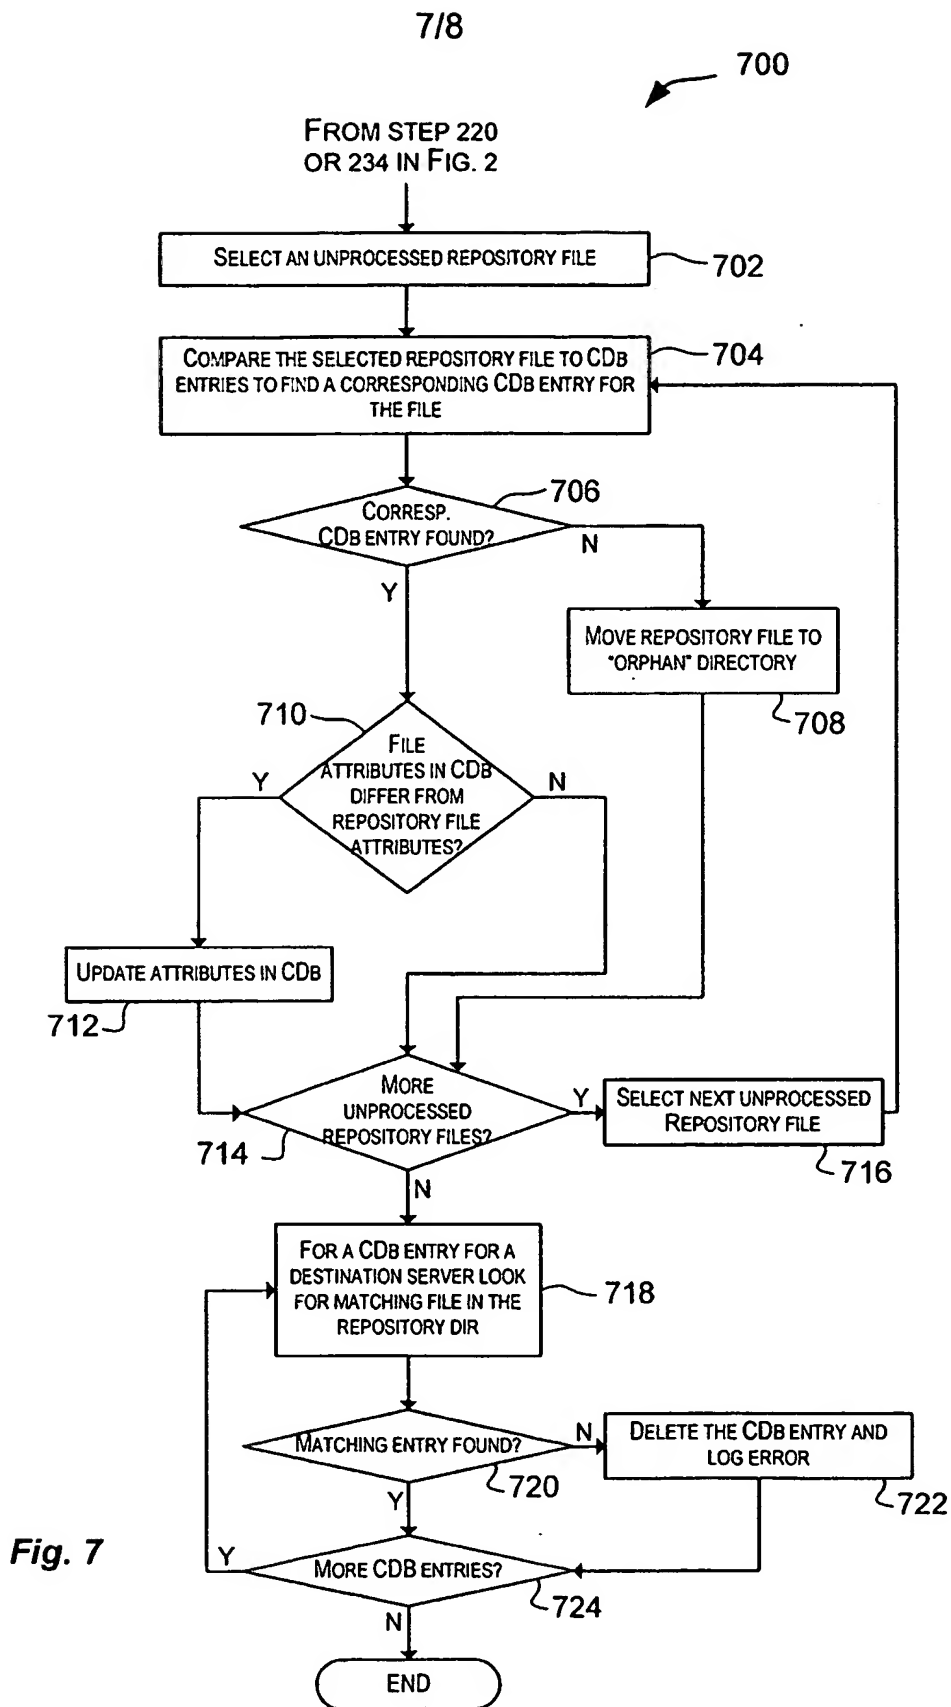 7/8
700
FROM STEP 220
OR 234 IN FIG. 2
SELECT AN UNPROCESSED REPOSITORY FILE
702
COMPARE THE SELECTED REPOSITORY FILE TO CDB
ENTRIES TO FIND A CORRESPONDING CDB ENTRY FOR
THE FILE
704
CORRESP.
CDB ENTRY FOUND?
706
N
Y
MOVE REPOSITORY FILE TO
"ORPHAN" DIRECTORY
708
710
FILE
ATTRIBUTES IN CDB
DIFFER FROM
REPOSITORY FILE
ATTRIBUTES?
Y
N
UPDATE ATTRIBUTES IN CDB
712
MORE
UNPROCESSED
REPOSITORY FILES?
714
Y
SELECT NEXT UNPROCESSED
REPOSITORY FILE
716
N
FOR A CDB ENTRY FOR A
DESTINATION SERVER LOOK
FOR MATCHING FILE IN THE
REPOSITORY DIR
718
MATCHING ENTRY FOUND?
720
N
DELETE THE CDB ENTRY AND
LOG ERROR
722
Y
MORE CDB ENTRIES?
724
Y
N
END
Fig. 7